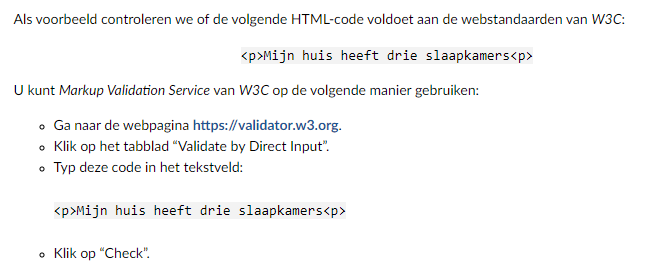 Als voorbeeld controleren we of de volgende HTML-code voldoet aan de webstandaarden van W3C:
<p>Mijn huis heeft drie slaapkamers<p>
U kunt Markup Validation Service van W3C op de volgende manier gebruiken:
Ga naar de webpagina https://validator.w3.org.
Klik op het tabblad “Validate by Direct Input”.
Typ deze code in het tekstveld:
<p>Mijn huis heeft drie slaapkamers<p>
Klik op “Check”.